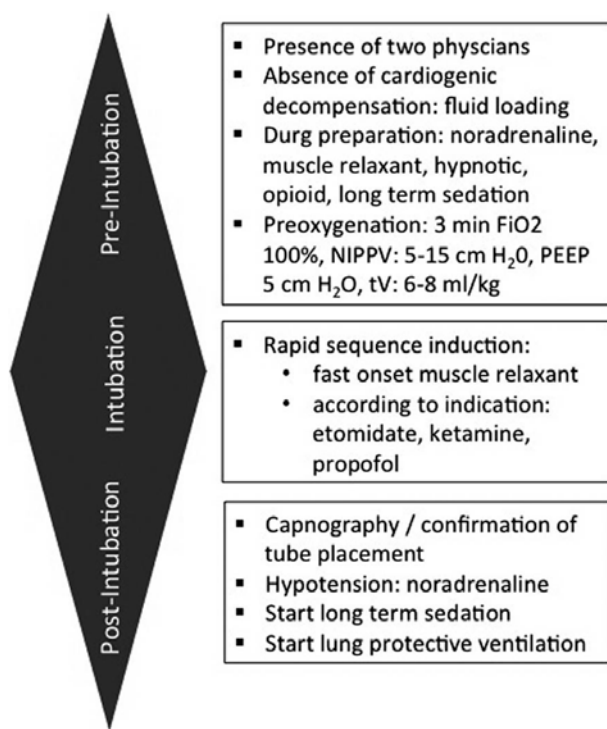 Pre-Intubation
▪ Presence of two physcians
▪ Absence of cardiogenic
decompensation: fluid loading
▪ Durg preparation: noradrenaline,
muscle relaxant, hypnotic,
opioid, long term sedation
▪ Preoxygenation: 3 min FiO2
100%, NIPPV: 5-15 cm H₂0, PEEP
5 cm H₂O, tV: 6-8 ml/kg
Intubation
▪ Rapid sequence induction:
• fast onset muscle relaxant
• according to indication:
etomidate, ketamine,
propofol
Post-Intubation
▪ Capnography / confirmation of
tube placement
▪ Hypotension: noradrenaline
▪ Start long term sedation
▪ Start lung protective ventilation